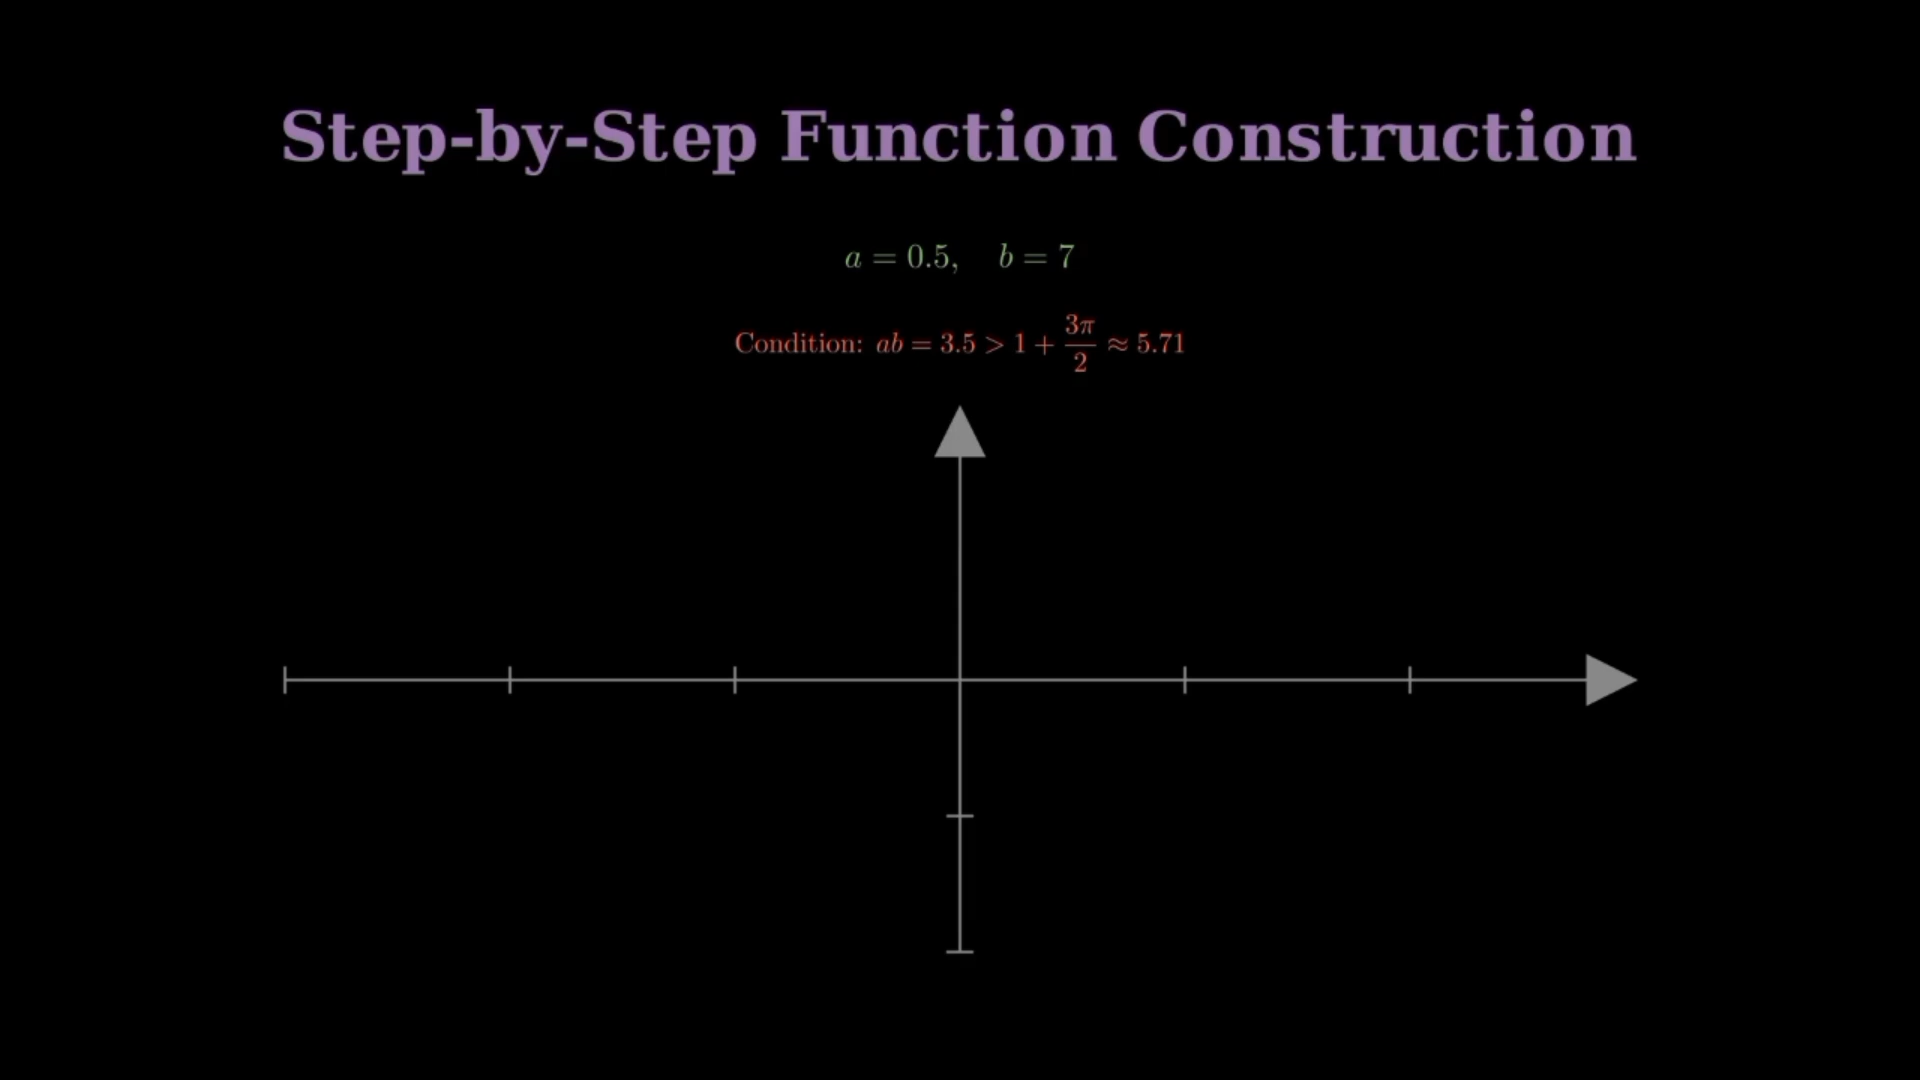 Step-by-Step Function Construction
a = 0.5, b = 7
Condition: ab = 3.5 > 1 + 3π/2 ≈ 5.71